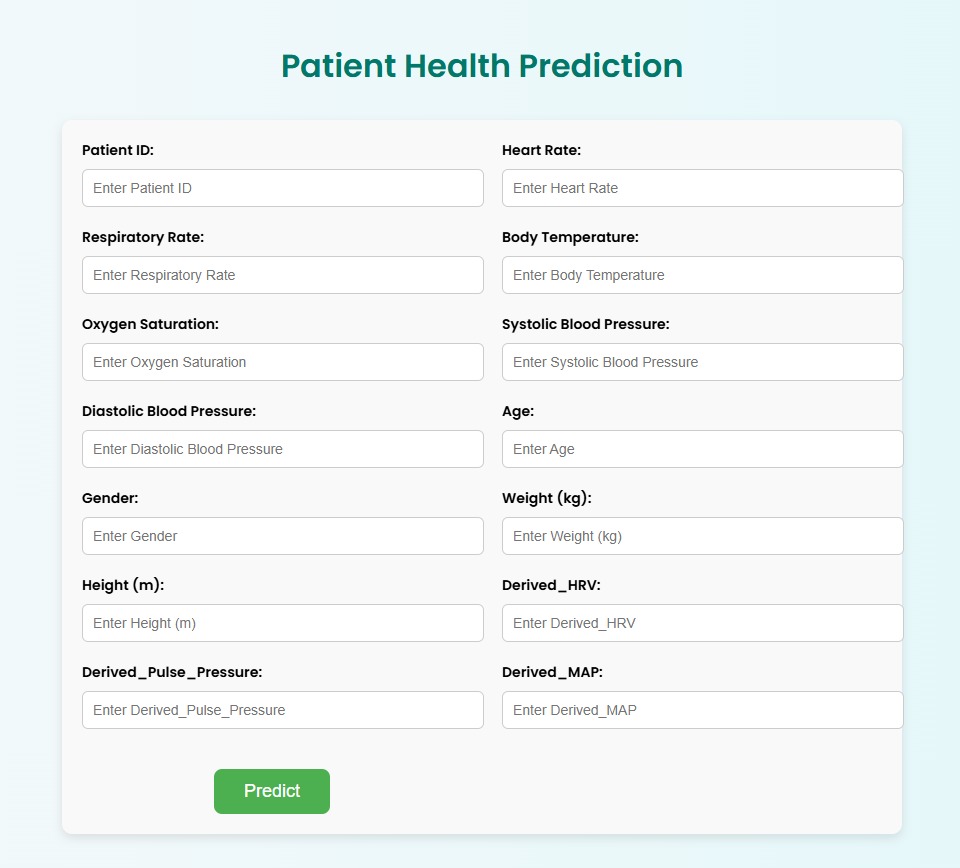 Patient Health Prediction
Patient ID:
Heart Rate:
Enter Patient ID
Enter Heart Rate
Respiratory Rate:
Body Temperature:
Enter Respiratory Rate
Enter Body Temperature
Oxygen Saturation:
Systolic Blood Pressure:
Enter Oxygen Saturation
Enter Systolic Blood Pressure
Diastolic Blood Pressure:
Age:
Enter Diastolic Blood Pressure
Enter Age
Gender:
Weight (kg):
Enter Gender
Enter Weight (kg)
Height (m):
Derived_HRV:
Enter Height (m)
Enter Derived_HRV
Derived_Pulse_Pressure:
Derived_MAP:
Enter Derived_Pulse_Pressure
Enter Derived_MAP
Predict